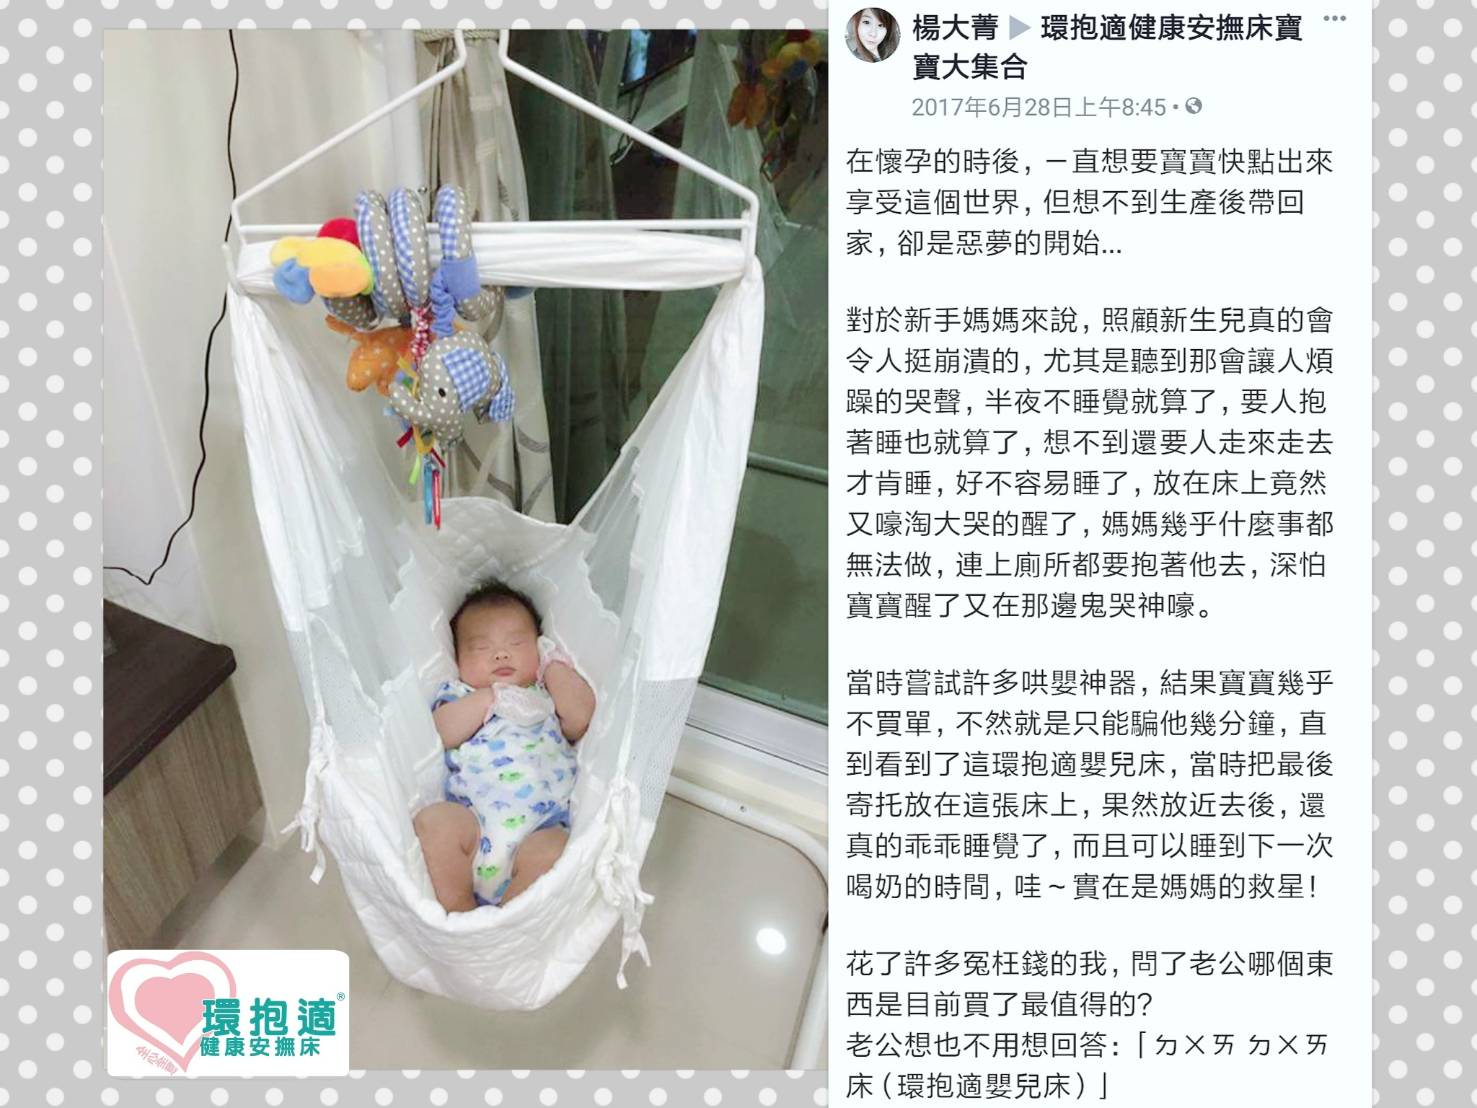 楊大菁 ▶ 環抱適健康安撫床寶
寶大集合
2017年6月28日上午8:45
在懷孕的時後，一直想要寶寶快點出來
享受這個世界，但想不到生產後帶回
家，卻是惡夢的開始...
對於新手媽媽來說，照顧新生兒真的會
令人挺崩潰的，尤其是聽到那會讓人煩
躁的哭聲，半夜不睡覺就算了，要人抱
著睡也就算了，想不到還要人走來走去
才肯睡，好不容易睡了，放在床上竟然
又嚎淘大哭的醒了，媽媽幾乎什麼事都
無法做，連上廁所都要抱著他去，深怕
寶寶醒了又在那邊鬼哭神嚎。
當時嘗試許多哄嬰神器，結果寶寶幾乎
不買單，不然就是只能騙他幾分鐘，直
到看到了這環抱適嬰兒床，當時把最後
寄托放在這張床上，果然放近去後，還
真的乖乖睡覺了，而且可以睡到下一次
喝奶的時間，哇～實在是媽媽的救星！
花了許多冤枉錢的我，問了老公哪個東
西是目前買了最值得的？
老公想也不用想回答：「ㄉㄨㄞ ㄉㄨㄞ
床（環抱適嬰兒床）」
環抱適®
健康安撫床